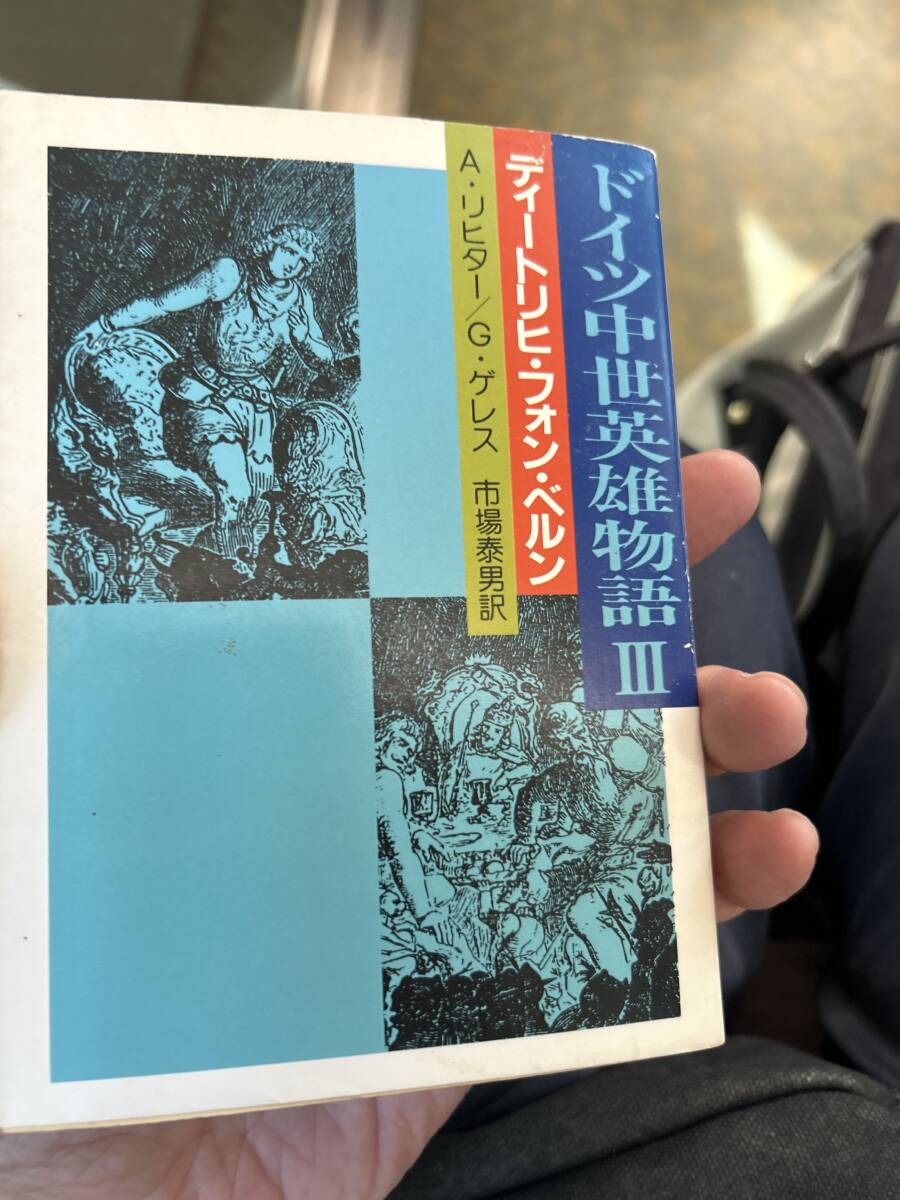 ドイツ中世英雄物語 III
ディートリヒ・フォン・ベルン
A・リヒター/G・ゲレス 市場泰男訳